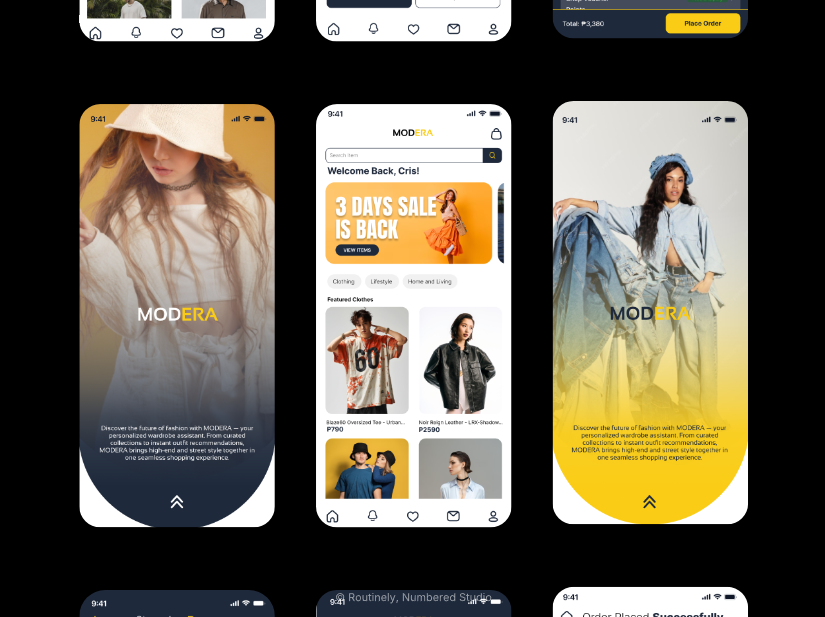 Total: ₱3,380
Place Order
9:41
MODERA
Discover the future of fashion with MODERA — your
personalized wardrobe assistant. From curated
collections to instant outfit recommendations,
MODERA brings high-end and street style together in
one seamless shopping experience.
9:41
MODERA
Search item
Welcome Back, Cris!
3 DAYS SALE
IS BACK
VIEW ITEMS
Clothing
Lifestyle
Home and Living
Featured Clothes
60
Blaze60 Oversized Tee - Urban...
₱790
Noir Reign Leather - LRX-Shadow...
₱2590
9:41
MODERA
Discover the future of fashion with MODERA — your
personalized wardrobe assistant. From curated
collections to instant outfit recommendations,
MODERA brings high-end and street style together in
one seamless shopping experience.
9:41
9:41
© Routinely, Numbered Studio
9:41
Order Placed Successfully